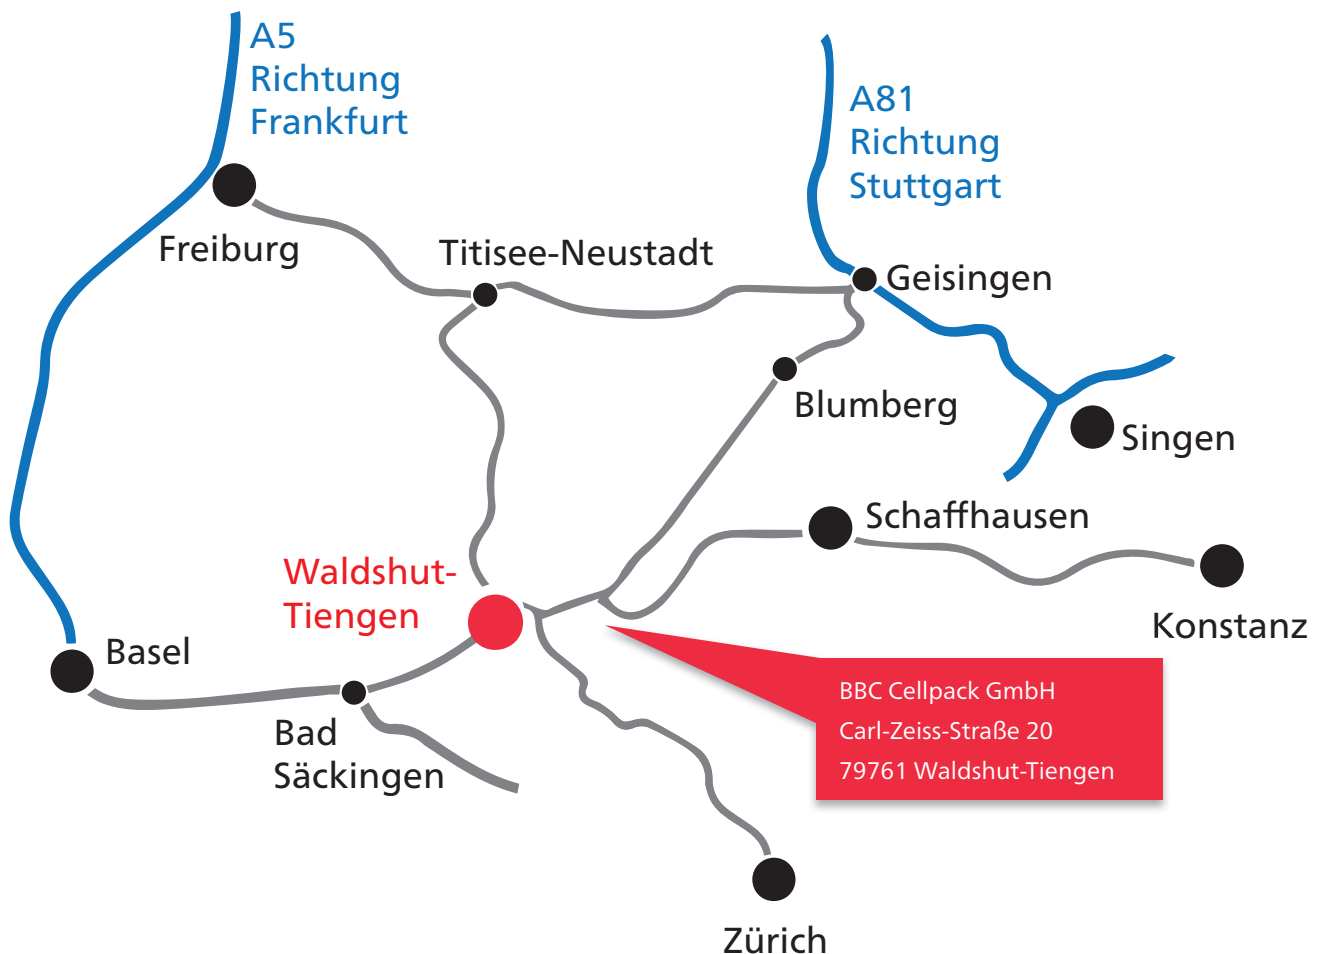 A5
Richtung
Frankfurt
A81
Richtung
Stuttgart
Freiburg
Titisee-Neustadt
Geisingen
Blumberg
Singen
Schaffhausen
Waldshut-
Tiengen
Konstanz
Basel
BBC Cellpack GmbH
Carl-Zeiss-Straße 20
79761 Waldshut-Tiengen
Bad
Säckingen
Zürich